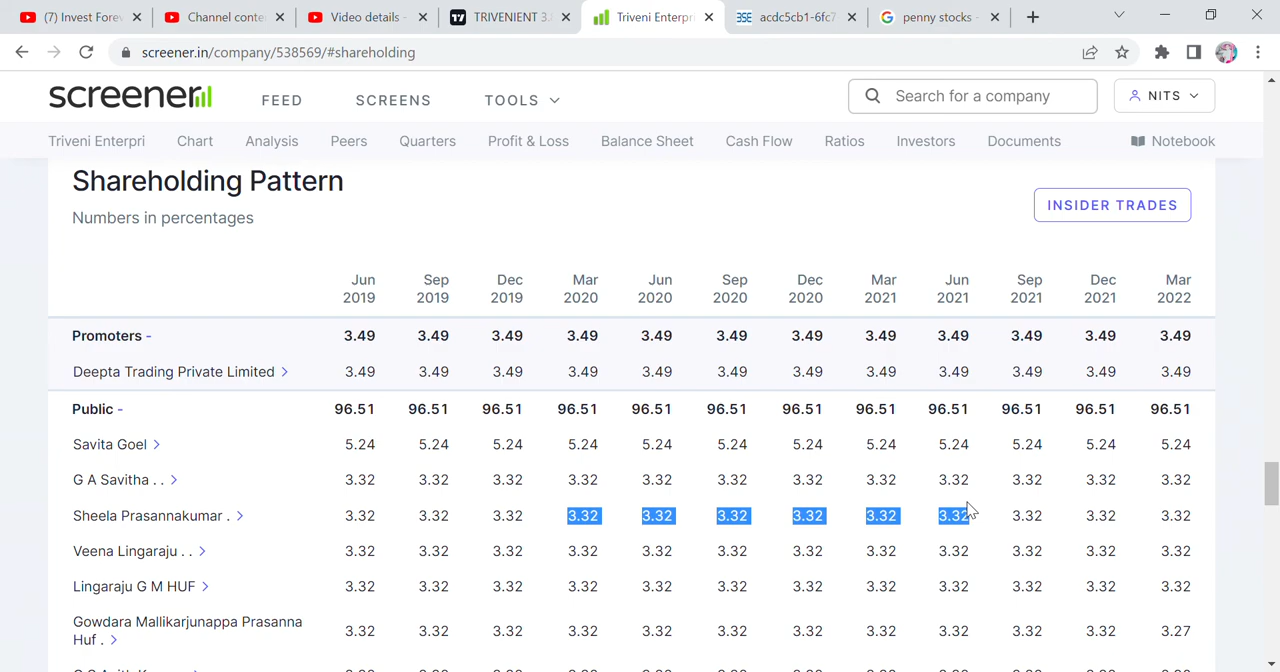 (7) Invest Forev
Channel conte
Video details -
TRIVENIENT 3.
Triveni Enterpr
acdc5cb1-6fc7
penny stocks -
screener.in/company/538569/#shareholding
screener
FEED
SCREENS
TOOLS
Search for a company
NITS
Triveni Enterpri Chart Analysis Peers Quarters Profit & Loss Balance Sheet Cash Flow Ratios Investors Documents Notebook
Shareholding Pattern
Numbers in percentages
INSIDER TRADES
Jun Sep Dec Mar Jun Sep Dec Mar Jun Sep Dec Mar
2019 2019 2019 2020 2020 2020 2020 2021 2021 2021 2021 2022
Promoters - 3.49 3.49 3.49 3.49 3.49 3.49 3.49 3.49 3.49 3.49 3.49 3.49
Deepta Trading Private Limited > 3.49 3.49 3.49 3.49 3.49 3.49 3.49 3.49 3.49 3.49 3.49 3.49
Public - 96.51 96.51 96.51 96.51 96.51 96.51 96.51 96.51 96.51 96.51 96.51 96.51
Savita Goel > 5.24 5.24 5.24 5.24 5.24 5.24 5.24 5.24 5.24 5.24 5.24 5.24
G A Savitha . . > 3.32 3.32 3.32 3.32 3.32 3.32 3.32 3.32 3.32 3.32 3.32 3.32
Sheela Prasannakumar . > 3.32 3.32 3.32 3.32 3.32 3.32 3.32 3.32 3.32 3.32 3.32 3.32
Veena Lingaraju . . > 3.32 3.32 3.32 3.32 3.32 3.32 3.32 3.32 3.32 3.32 3.32 3.32
Lingaraju G M HUF > 3.32 3.32 3.32 3.32 3.32 3.32 3.32 3.32 3.32 3.32 3.32 3.32
Gowdara Mallikarjunappa Prasanna
Huf . > 3.32 3.32 3.32 3.32 3.32 3.32 3.32 3.32 3.32 3.32 3.32 3.27